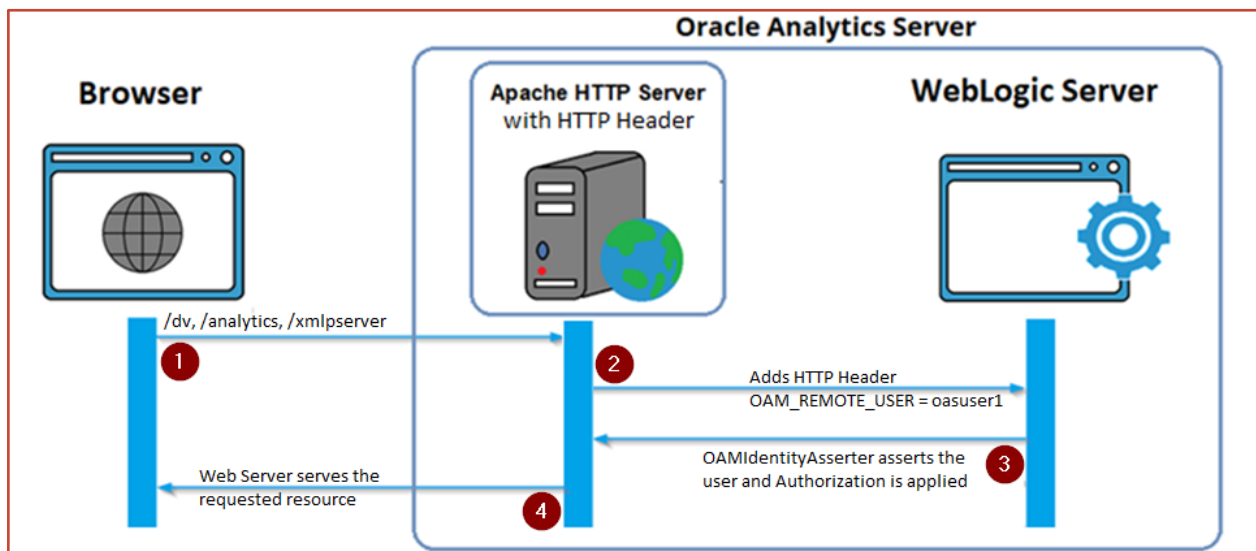 Oracle Analytics Server
Browser
Apache HTTP Server
with HTTP Header
WebLogic Server
/dv, /analytics, /xmlpserver
1
2
Adds HTTP Header
OAM_REMOTE_USER = oasuser1
OAMIdentityAsserter asserts the
user and Authorization is applied
3
Web Server serves the
requested resource
4